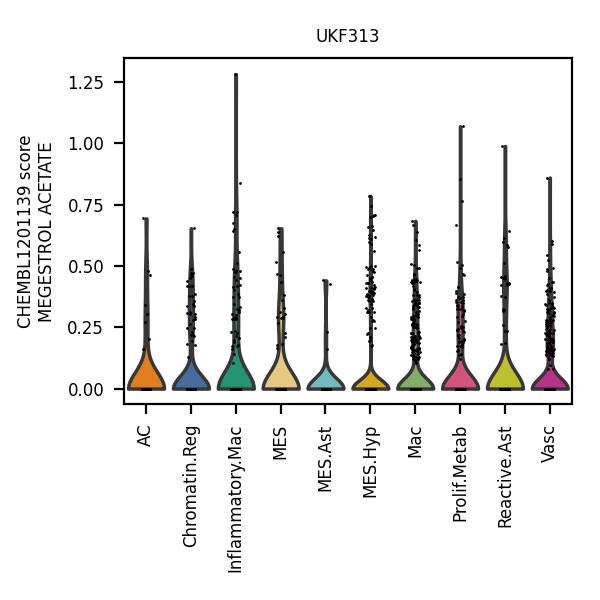 UKF313
CHEMBL1201139 score
MEGESTROL ACETATE
1.25
1.00
0.75
0.50
0.25
0.00
AC
Chromatin.Reg
Inflammatory.Mac
MES
MES.Ast
MES.Hyp
Mac
Prolif.Metab
Reactive.Ast
Vasc